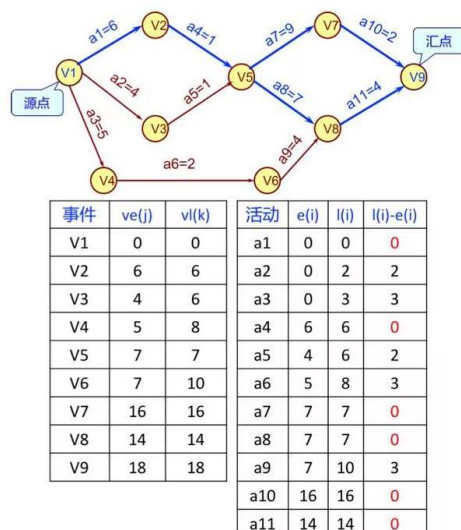 V1
源点
a1=6
V2
a4=1
a2=4
a3=5
V3
a5=1
V4
a6=2
V5
a7=9
a8=7
V7
a10=2
V6
a9=4
V8
a11=4
V9
汇点
事件 ve(j) vl(k)
V1 0 0
V2 6 6
V3 4 6
V4 5 8
V5 7 7
V6 7 10
V7 16 16
V8 14 14
V9 18 18
活动 e(i) l(i) l(i)-e(i)
a1 0 0 0
a2 0 2 2
a3 0 3 3
a4 6 6 0
a5 4 6 2
a6 5 8 3
a7 7 7 0
a8 7 7 0
a9 7 10 3
a10 16 16 0
a11 14 14 0